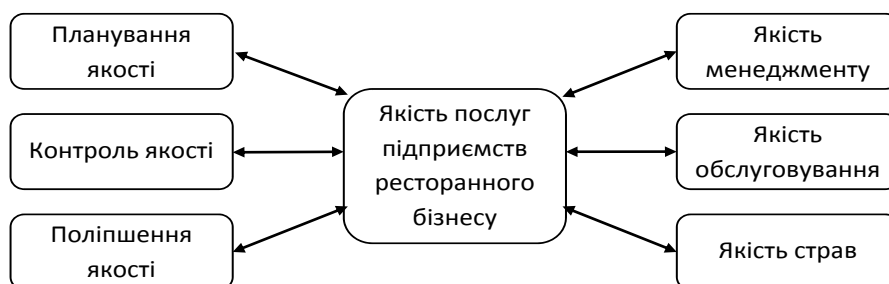 Планування
якості
Контроль якості
Поліпшення
якості
Якість послуг
підприємств
ресторанного
бізнесу
Якість
менеджменту
Якість
обслуговування
Якість страв